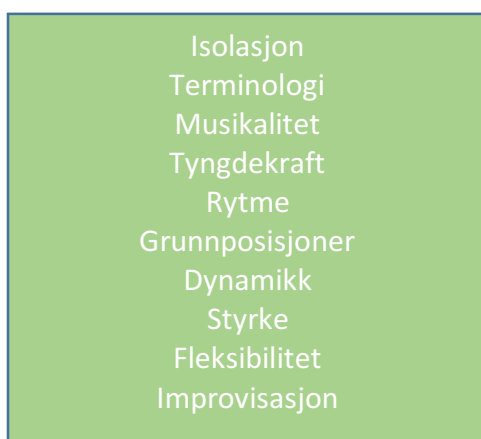 Isolasjon
Terminologi
Musikalitet
Tyngdekraft
Rytme
Grunnposisjoner
Dynamikk
Styrke
Fleksibilitet
Improvisasjon